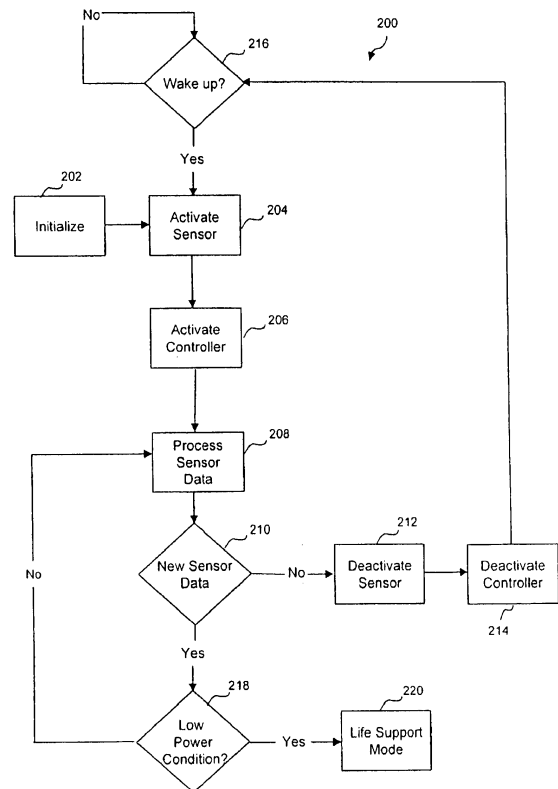 No
216
200
Wake up?
Yes
202
Initialize
Activate
Sensor
204
Activate
Controller
206
Process
Sensor
Data
208
210
New Sensor
Data
No
212
Deactivate
Sensor
Deactivate
Controller
214
No
Yes
218
Low
Power
Condition?
Yes
220
Life Support
Mode